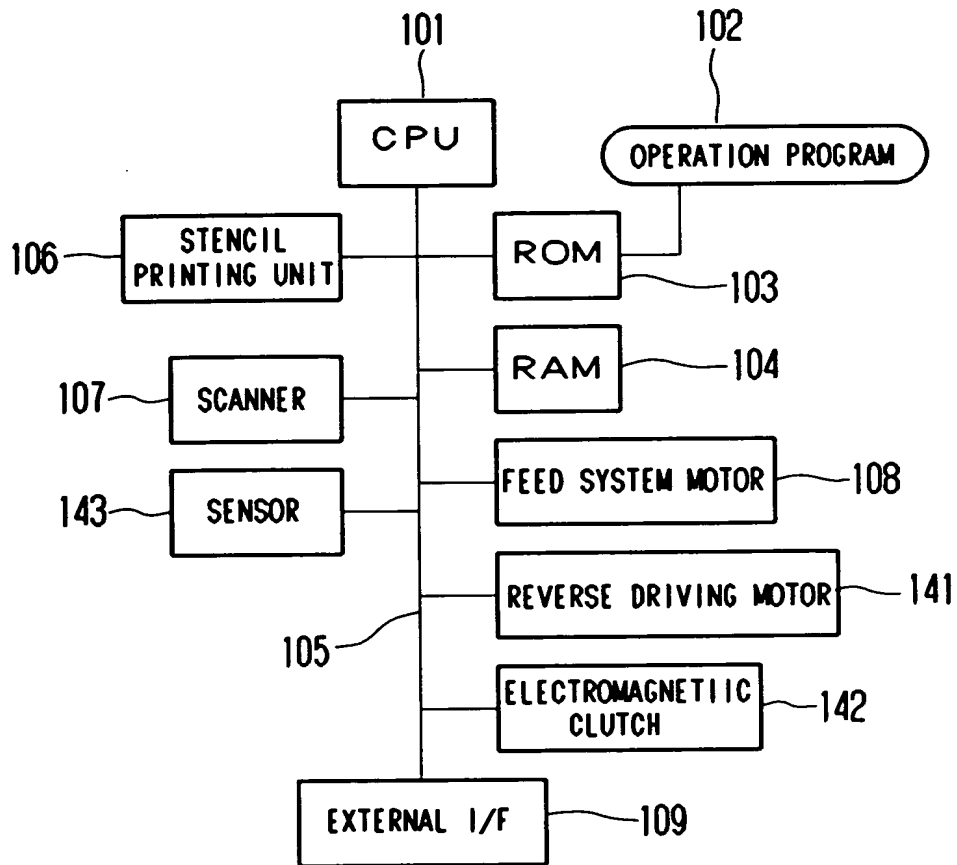 101
102
CPU
OPERATION PROGRAM
106
STENCIL
PRINTING UNIT
ROM
103
107
SCANNER
RAM
104
143
SENSOR
FEED SYSTEM MOTOR
108
REVERSE DRIVING MOTOR
141
105
ELECTROMAGNETIIC
CLUTCH
142
EXTERNAL I/F
109